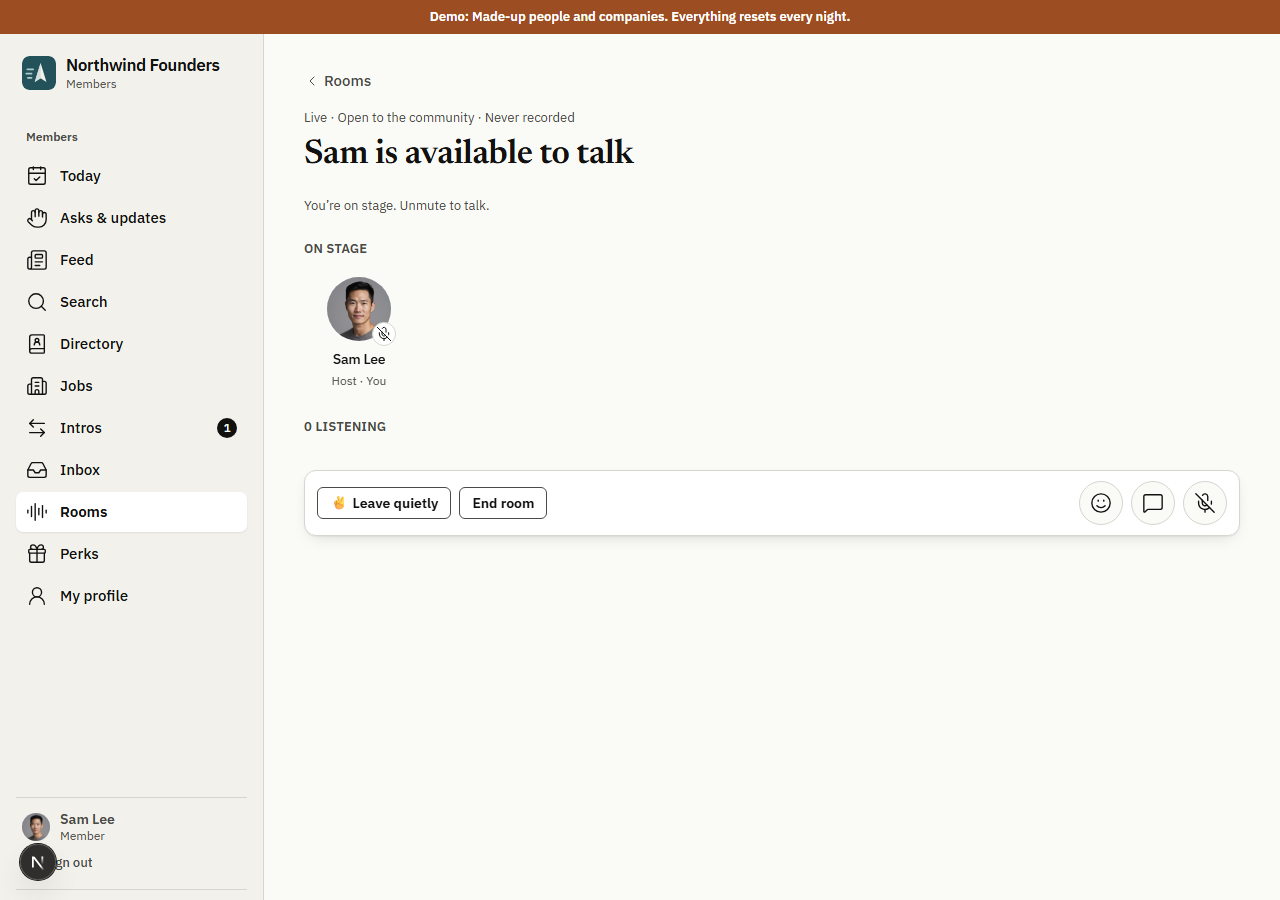 Demo: Made-up people and companies. Everything resets every night.
Northwind Founders
Members
Members
Today
Asks & updates
Feed
Search
Directory
Jobs
Intros
1
Inbox
Rooms
Perks
My profile
Sam Lee
Member
gn out
N
Rooms
Live · Open to the community · Never recorded
Sam is available to talk
You’re on stage. Unmute to talk.
ON STAGE
Sam Lee
Host · You
0 LISTENING
✌️ Leave quietly
End room